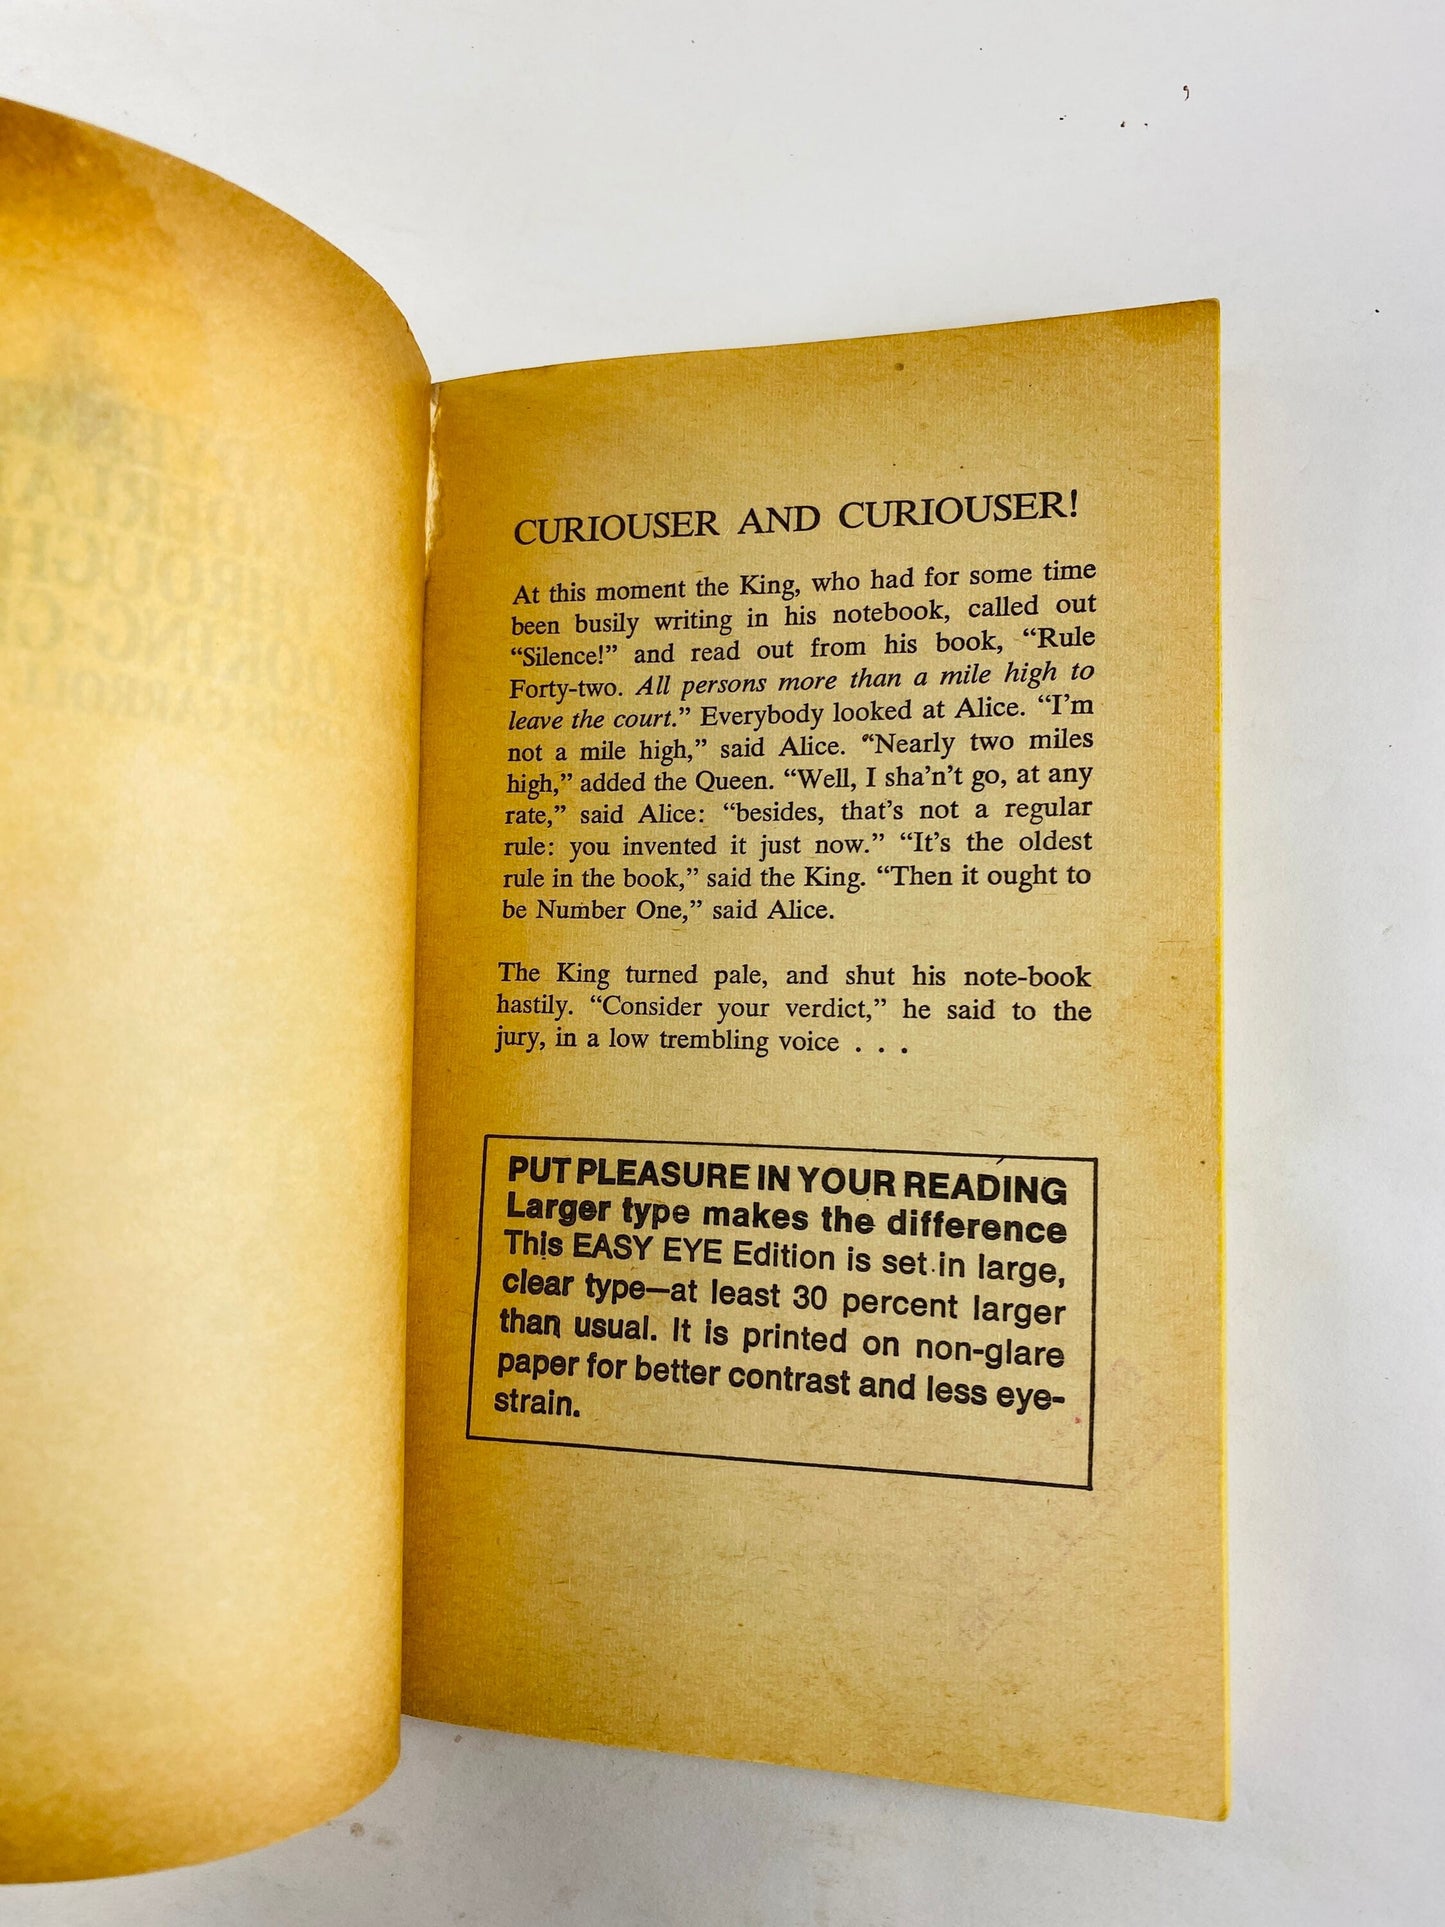 CURIOUSER AND CURIOUSER!
At this moment the King, who had for some time
been busily writing in his notebook, called out
“Silence!” and read out from his book, “Rule
Forty-two. All persons more than a mile high to
leave the court.” Everybody looked at Alice. “I’m
not a mile high,” said Alice. “Nearly two miles
high,” added the Queen. “Well, I sha’n’t go, at any
rate,” said Alice: “besides, that’s not a regular
rule: you invented it just now.” “It’s the oldest
rule in the book,” said the King. “Then it ought to
be Number One,” said Alice.
The King turned pale, and shut his note-book
hastily. “Consider your verdict,” he said to the
jury, in a low trembling voice . . .
PUT PLEASURE IN YOUR READING
Larger type makes the difference
This EASY EYE Edition is set in large,
clear type—at least 30 percent larger
than usual. It is printed on non-glare
paper for better contrast and less eye-
strain.